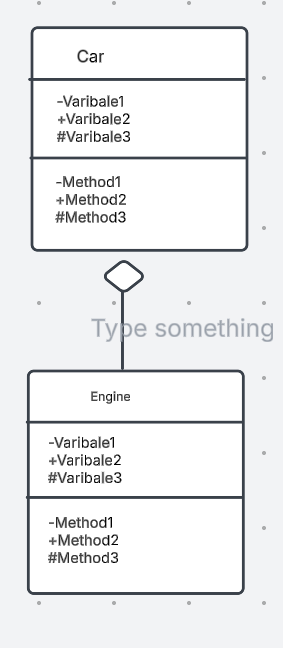 Car
-Varibale1
+Varibale2
#Varibale3
-Method1
+Method2
#Method3
Type something
Engine
-Varibale1
+Varibale2
#Varibale3
-Method1
+Method2
#Method3